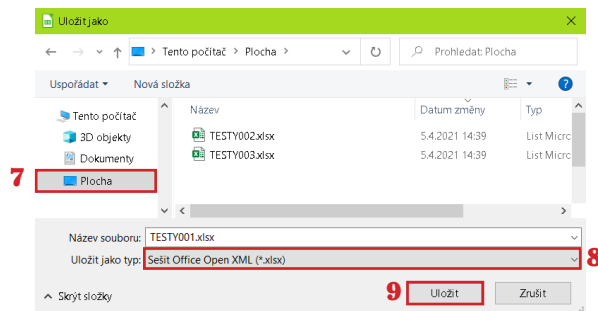 Uložit jako
Tento počítač > Plocha >
Prohledat: Plocha
Uspořádat
Nová složka
?
Název
Datum změny
Typ
Tento počítač
3D objekty
Dokumenty
7
Plocha
TESTY002.xlsx
5.4.2021 14:39
List Micrc
TESTY003.xlsx
5.4.2021 14:39
List Micrc
Název souboru: TESTY001.xlsx
Uložit jako typ: Sešit Office Open XML (*.xlsx)
8
Skrýt složky
9
Uložit
Zrušit